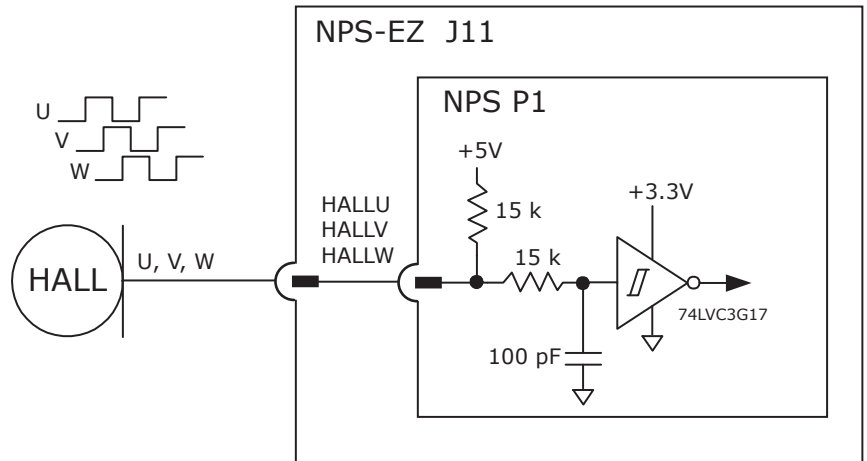 NPS-EZ J11
NPS P1
U
V
W
+5V
+3.3V
HALLU
HALLV
HALLW
15 k
15 k
HALL
U, V, W
74LVC3G17
100 pF